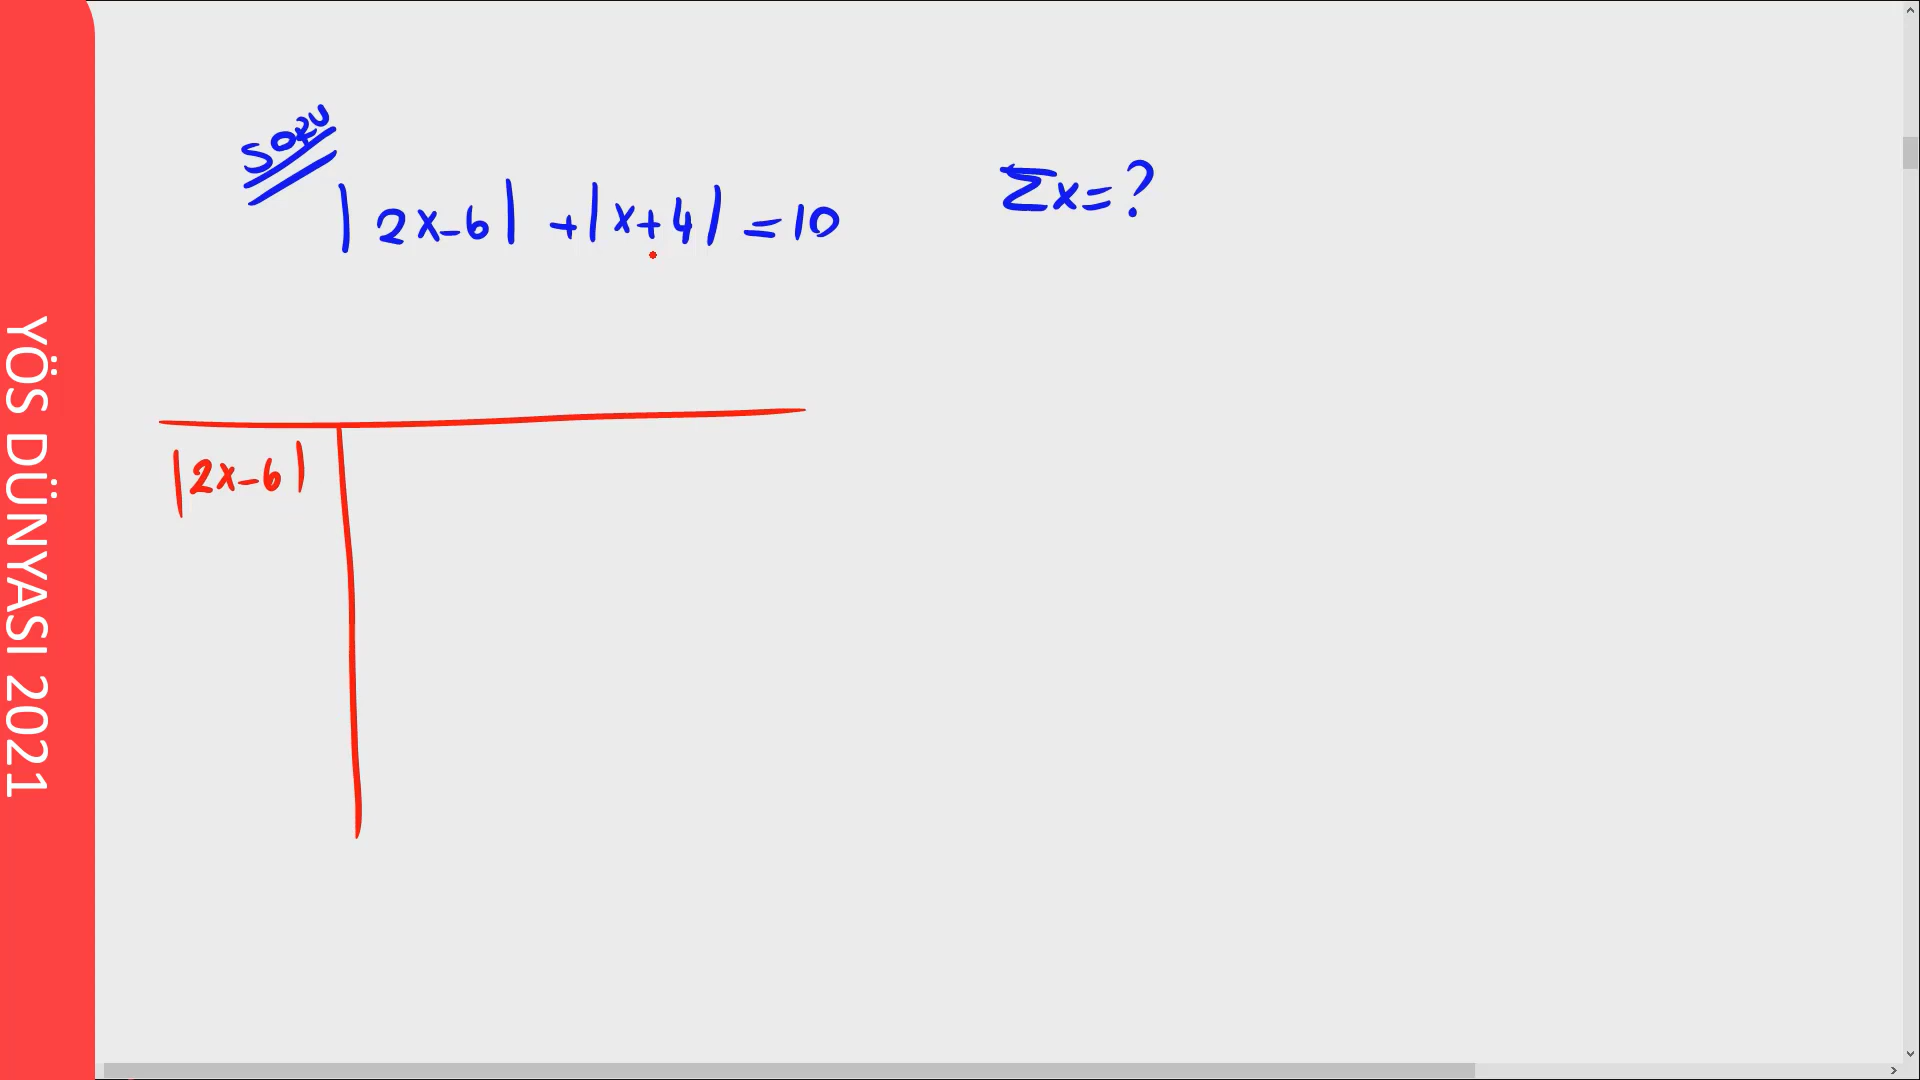 YÖS DÜNYASI 2021
soru
|2x-6| + |x+4| = 10
Σx=?
|2x-6|